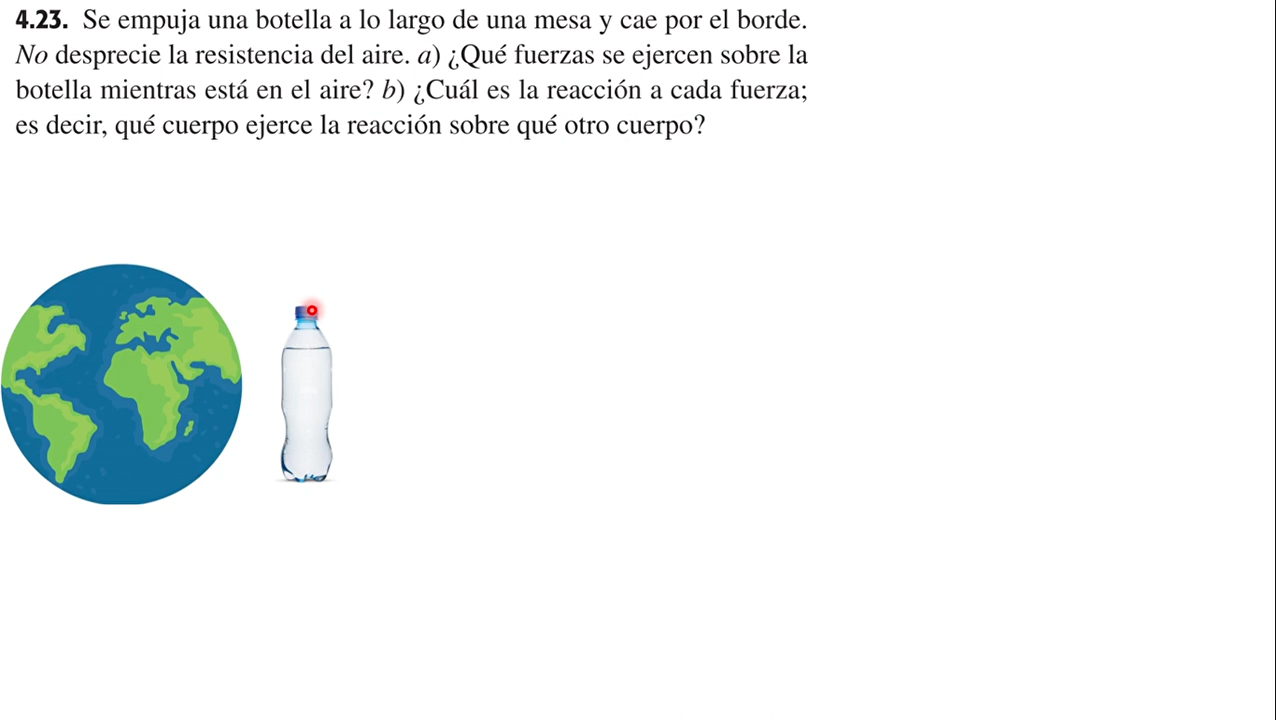 4.23. Se empuja una botella a lo largo de una mesa y cae por el borde.
No desprecie la resistencia del aire. a) ¿Qué fuerzas se ejercen sobre la
botella mientras está en el aire? b) ¿Cuál es la reacción a cada fuerza;
es decir, qué cuerpo ejerce la reacción sobre qué otro cuerpo?